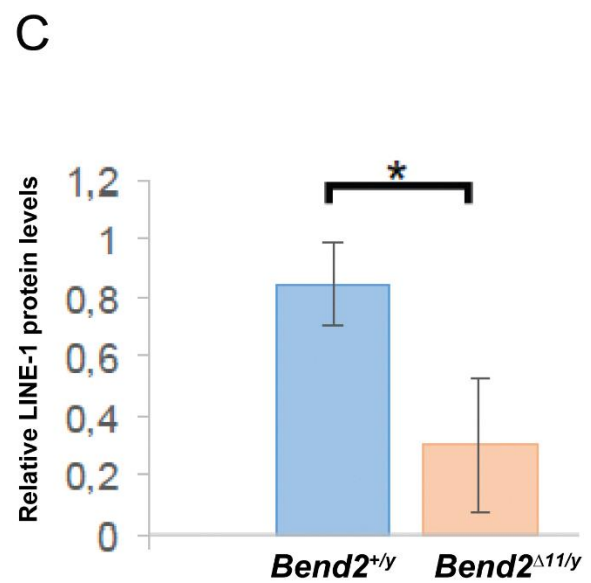 C
Relative LINE-1 protein levels
1,2
1
0,8
0,6
0,4
0,2
0
*
Bend2+/y Bend2Δ11/y